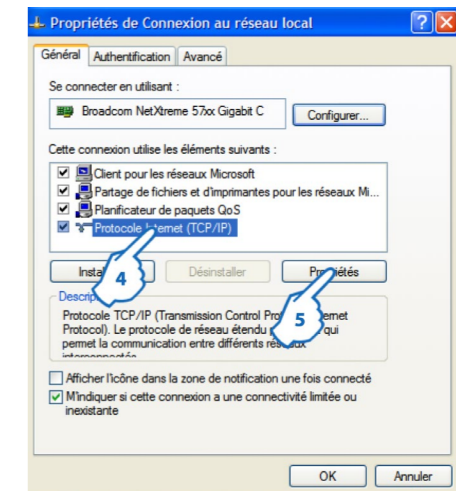 Propriétés de Connexion au réseau local
Général Authentification Avancé
Se connecter en utilisant :
Broadcom NetXtreme 57xx Gigabit C Configurer...
Cette connexion utilise les éléments suivants :
Client pour les réseaux Microsoft
Partage de fichiers et d'imprimantes pour les réseaux Mi...
Planificateur de paquets QoS
Protocole Internet (TCP/IP)
4 Désinstaller
5
Protocole TCP/IP (Transmission Control
Protocol). Le protocole de réseau étendu qui
permet la communication entre différents
Afficher l'icône dans la zone de notification une fois connecté
M'indiquer si cette connexion a une connectivité limitée ou
inexistante
OK Annuler